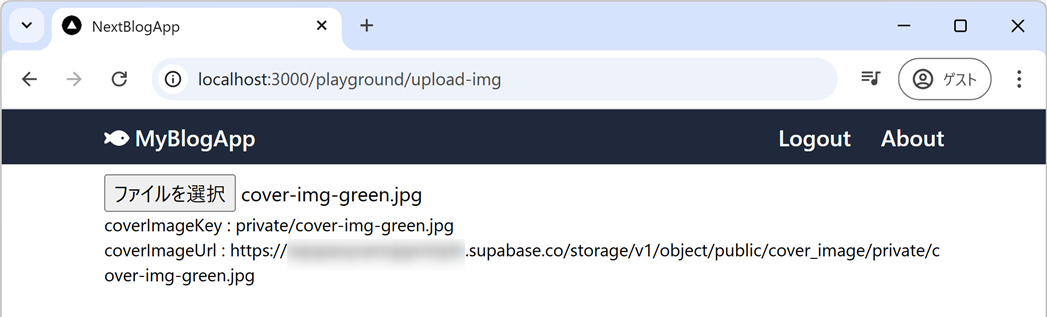 NextBlogApp
localhost:3000/playground/upload-img
ゲスト
MyBlogApp Logout About
ファイルを選択 cover-img-green.jpg
coverImageKey : private/cover-img-green.jpg
coverImageUrl : https:// .supabase.co/storage/v1/object/public/cover_image/private/c
over-img-green.jpg